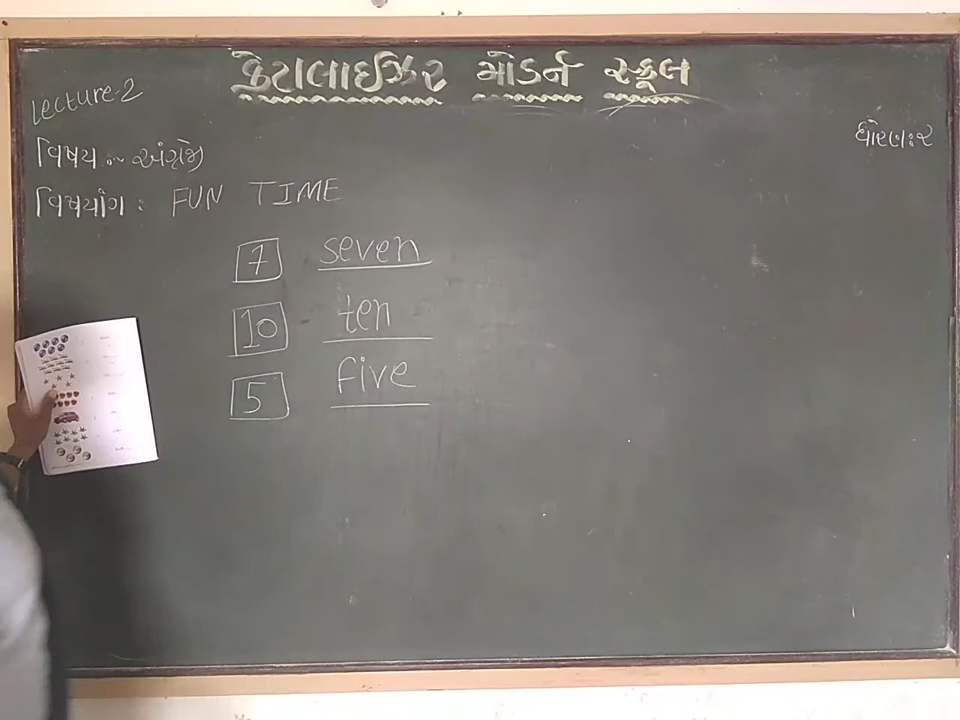 કેટાલાઈઝર મોડર્ન સ્કૂલ
Lecture-2
ધોરણ:૨
વિષય :- અંગ્રેજી
વિષયાંગ : FUN TIME
7 seven
10 ten
5 five